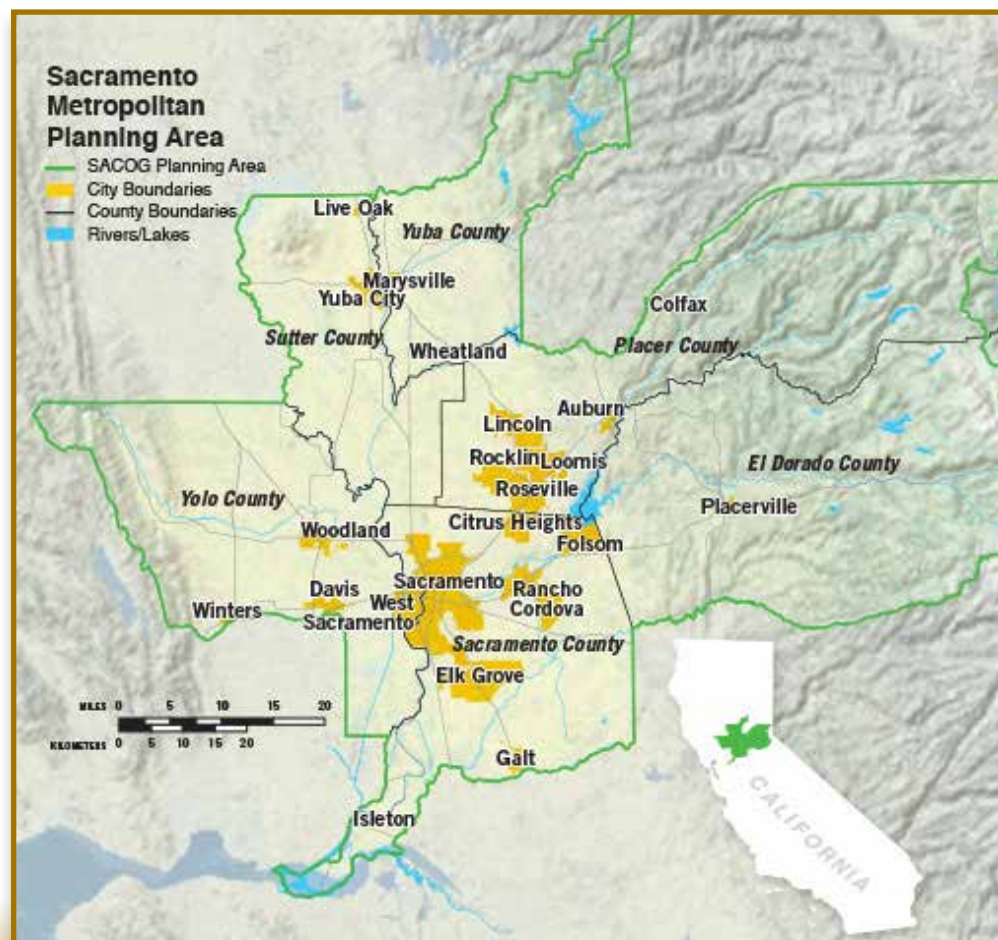 Sacramento
Metropolitan
Planning Area
SACOG Planning Area
City Boundaries
County Boundaries
Rivers/Lakes
Live Oak
Yuba County
Marysville
Yuba City
Colfax
Sutter County
Placer County
Wheatland
Auburn
Lincoln
Rocklin
Loomis
El Dorado County
Yolo County
Roseville
Placerville
Woodland
Citrus Heights
Folsom
Sacramento
Davis
Rancho
Cordova
Winters
West
Sacramento
Sacramento County
Elk Grove
MILES 0 5 10 15 20
KILOMETERS 0 5 10 15 20
Galt
Isleton
CALIFORNIA